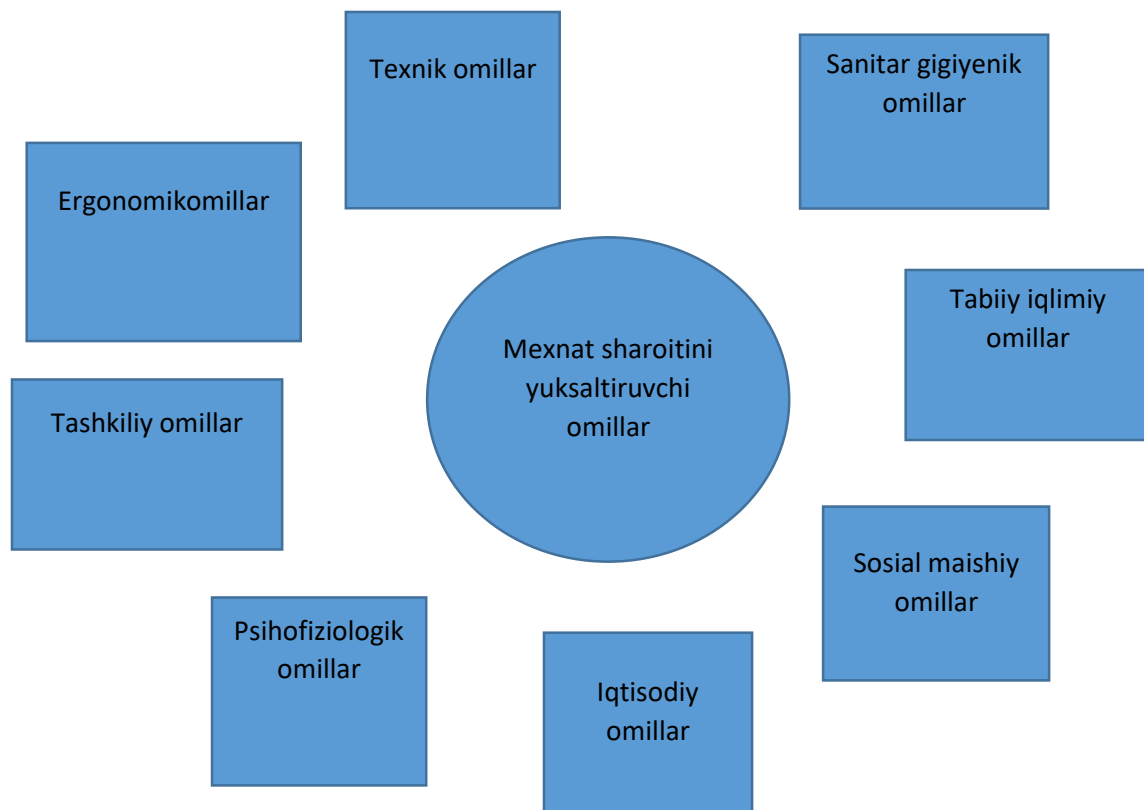 Texnik omillar
Sanitar gigiyenik
omillar
Ergonomikomillar
Tabiiy iqlimiy
omillar
Mexnat sharoitini
yuksaltiruvchi
omillar
Tashkiliy omillar
Sosial maishiy
omillar
Psihofiziologik
omillar
Iqtisodiy
omillar